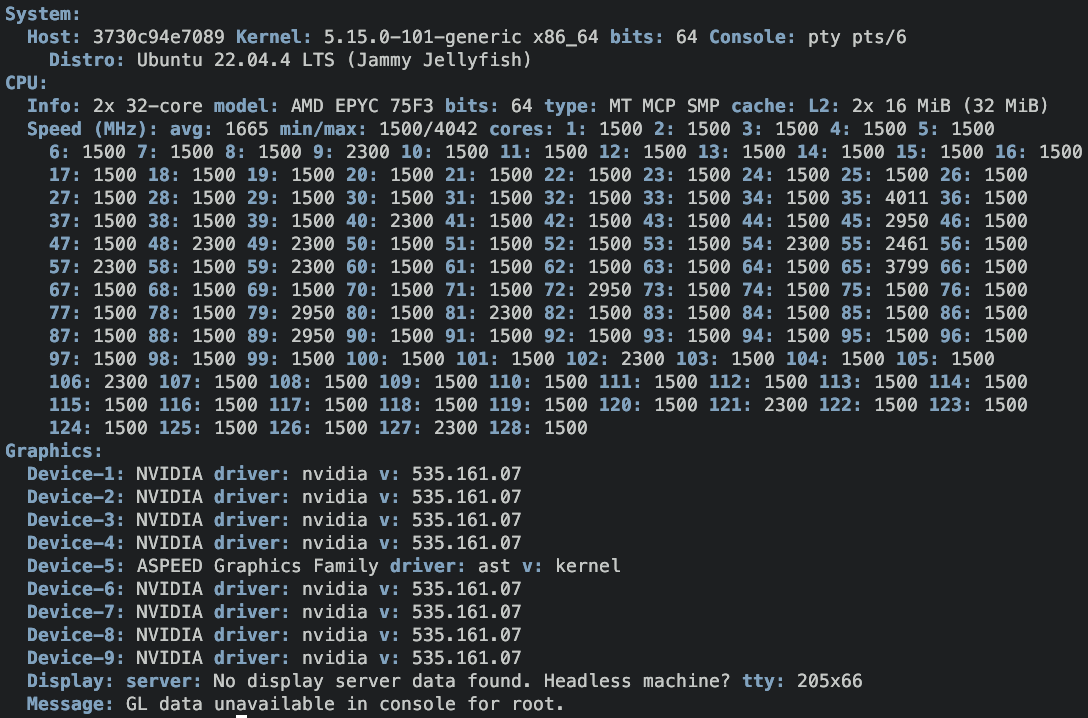 System:
Host: 3730c94e7089 Kernel: 5.15.0-101-generic x86_64 bits: 64 Console: pty pts/6
Distro: Ubuntu 22.04.4 LTS (Jammy Jellyfish)
CPU:
Info: 2x 32-core model: AMD EPYC 75F3 bits: 64 type: MT MCP SMP cache: L2: 2x 16 MiB (32 MiB)
Speed (MHz): avg: 1665 min/max: 1500/4042 cores: 1: 1500 2: 1500 3: 1500 4: 1500 5: 1500
6: 1500 7: 1500 8: 1500 9: 2300 10: 1500 11: 1500 12: 1500 13: 1500 14: 1500 15: 1500 16: 1500
17: 1500 18: 1500 19: 1500 20: 1500 21: 1500 22: 1500 23: 1500 24: 1500 25: 1500 26: 1500
27: 1500 28: 1500 29: 1500 30: 1500 31: 1500 32: 1500 33: 1500 34: 1500 35: 4011 36: 1500
37: 1500 38: 1500 39: 1500 40: 2300 41: 1500 42: 1500 43: 1500 44: 1500 45: 2950 46: 1500
47: 1500 48: 2300 49: 2300 50: 1500 51: 1500 52: 1500 53: 1500 54: 2300 55: 2461 56: 1500
57: 2300 58: 1500 59: 2300 60: 1500 61: 1500 62: 1500 63: 1500 64: 1500 65: 3799 66: 1500
67: 1500 68: 1500 69: 1500 70: 1500 71: 1500 72: 2950 73: 1500 74: 1500 75: 1500 76: 1500
77: 1500 78: 1500 79: 2950 80: 1500 81: 2300 82: 1500 83: 1500 84: 1500 85: 1500 86: 1500
87: 1500 88: 1500 89: 2950 90: 1500 91: 1500 92: 1500 93: 1500 94: 1500 95: 1500 96: 1500
97: 1500 98: 1500 99: 1500 100: 1500 101: 1500 102: 2300 103: 1500 104: 1500 105: 1500
106: 2300 107: 1500 108: 1500 109: 1500 110: 1500 111: 1500 112: 1500 113: 1500 114: 1500
115: 1500 116: 1500 117: 1500 118: 1500 119: 1500 120: 1500 121: 2300 122: 1500 123: 1500
124: 1500 125: 1500 126: 1500 127: 2300 128: 1500
Graphics:
Device-1: NVIDIA driver: nvidia v: 535.161.07
Device-2: NVIDIA driver: nvidia v: 535.161.07
Device-3: NVIDIA driver: nvidia v: 535.161.07
Device-4: NVIDIA driver: nvidia v: 535.161.07
Device-5: ASPEED Graphics Family driver: ast v: kernel
Device-6: NVIDIA driver: nvidia v: 535.161.07
Device-7: NVIDIA driver: nvidia v: 535.161.07
Device-8: NVIDIA driver: nvidia v: 535.161.07
Device-9: NVIDIA driver: nvidia v: 535.161.07
Display: server: No display server data found. Headless machine? tty: 205x66
Message: GL data unavailable in console for root.